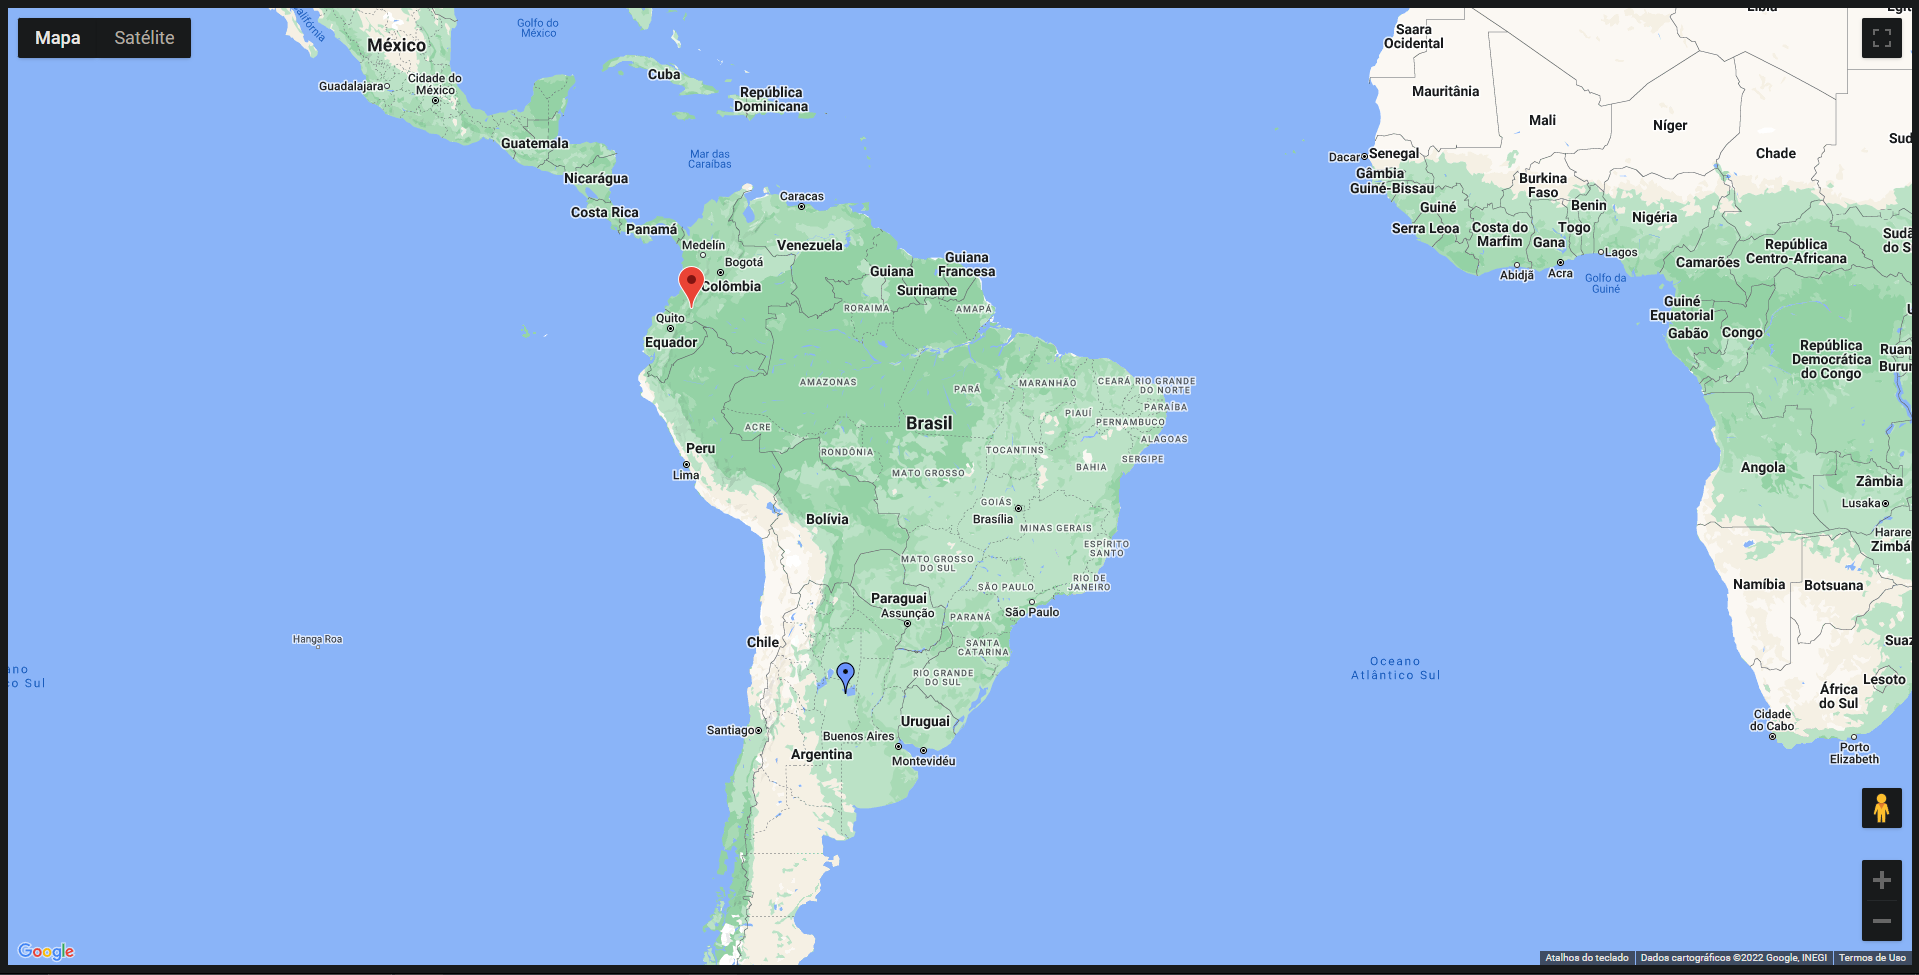 Mapa
Satélite
México
Guadalajara
Cidade do
México
Golfo do
México
Cuba
República
Dominicana
Guatemala
Mar das
Caraíbas
Nicarágua
Costa Rica
Panamá
Caracas
Medelín
Venezuela
Bogotá
Colômbia
Guiana
Guiana
Francesa
Suriname
RORAIMA
AMAPÁ
Quito
Equador
AMAZONAS
PARÁ
MARANHÃO
CEARÁ
RIO GRANDE
DO NORTE
PARAÍBA
PIAUÍ
PERNAMBUCO
ALAGOAS
SERGIPE
Brasil
ACRE
Peru
Lima
RONDÔNIA
TOCANTINS
MATO GROSSO
BAHIA
GOIÁS
Brasília
MINAS GERAIS
Bolívia
ESPÍRITO
SANTO
MATO GROSSO
DO SUL
RIO DE
JANEIRO
SÃO PAULO
São Paulo
Paraguai
Assunção
PARANÁ
SANTA
CATARINA
Chile
Hanga Roa
RIO GRANDE
DO SUL
Uruguai
Santiago
Buenos Aires
Argentina
Montevidéu
ano
co Sul
Oceano
Atlântico Sul
Saara
Ocidental
Mauritânia
Mali
Níger
Chade
Sud
Dacar
Senegal
Gâmbia
Guiné-Bissau
Burkina
Faso
Guiné
Benin
Nigéria
Serra Leoa
Costa do
Marfim
Togo
Gana
Lagos
Abidjã
Acra
Golfo da
Guiné
Camarões
República
Centro-Africana
Sudã
do S
Guiné
Equatorial
Gabão
Congo
República
Democrática
do Congo
Ruan
Burun
Angola
Zâmbia
Lusaka
Harare
Zimbá
Namíbia
Botsuana
Suaz
Lesoto
África
do Sul
Cidade
do Cabo
Porto
Elizabeth
Google
Atalhos do teclado
Dados cartográficos ©2022 Google, INEGI
Termos de Uso